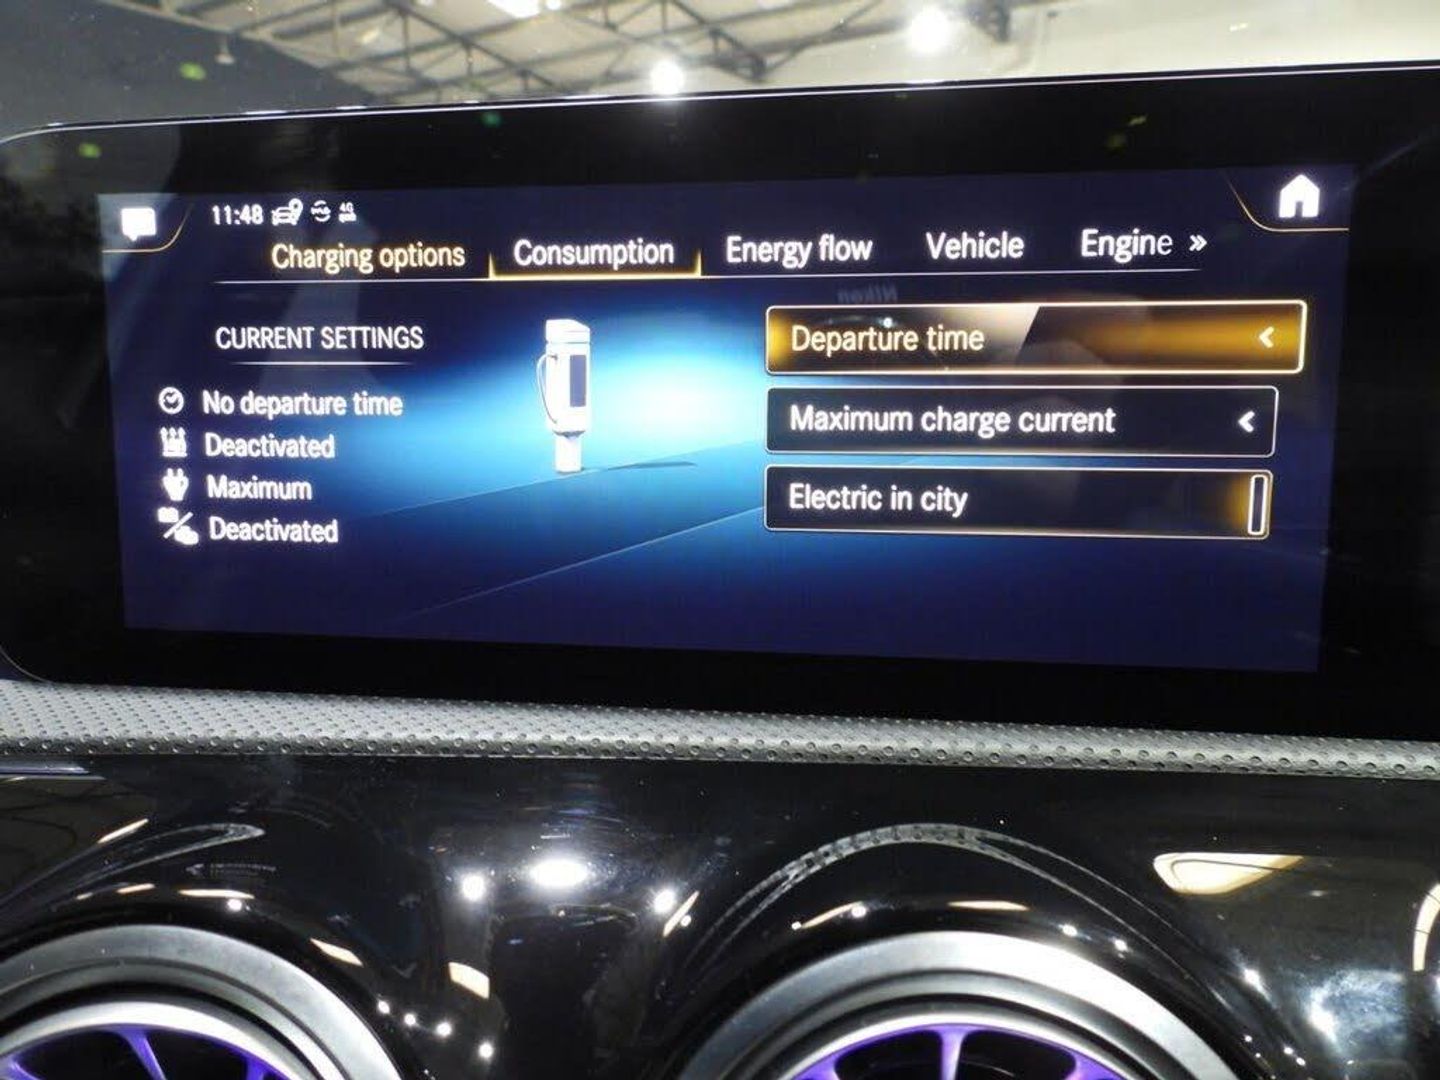 11:48 4G
Charging options Consumption Energy flow Vehicle Engine »
CURRENT SETTINGS
No departure time
Deactivated
Maximum
Deactivated
Departure time
Maximum charge current
Electric in city